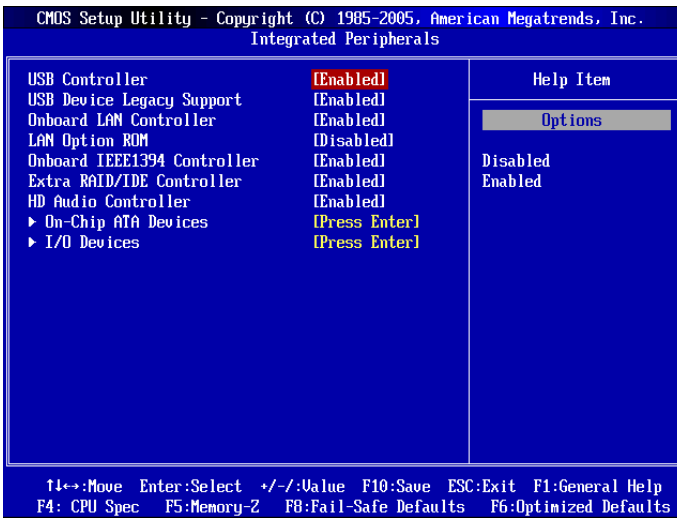 CMOS Setup Utility - Copyright (C) 1985-2005, American Megatrends, Inc.
Integrated Peripherals
USB Controller [Enabled]
USB Device Legacy Support [Enabled]
Onboard LAN Controller [Enabled]
LAN Option ROM [Disabled]
Onboard IEEE1394 Controller [Enabled]
Extra RAID/IDE Controller [Enabled]
HD Audio Controller [Enabled]
▶ On-Chip ATA Devices [Press Enter]
▶ I/O Devices [Press Enter]
Help Item
Options
Disabled
Enabled
↑↓←→:Move Enter:Select +/-/:Value F10:Save ESC:Exit F1:General Help
F4: CPU Spec F5:Memory-Z F8:Fail-Safe Defaults F6:Optimized Defaults